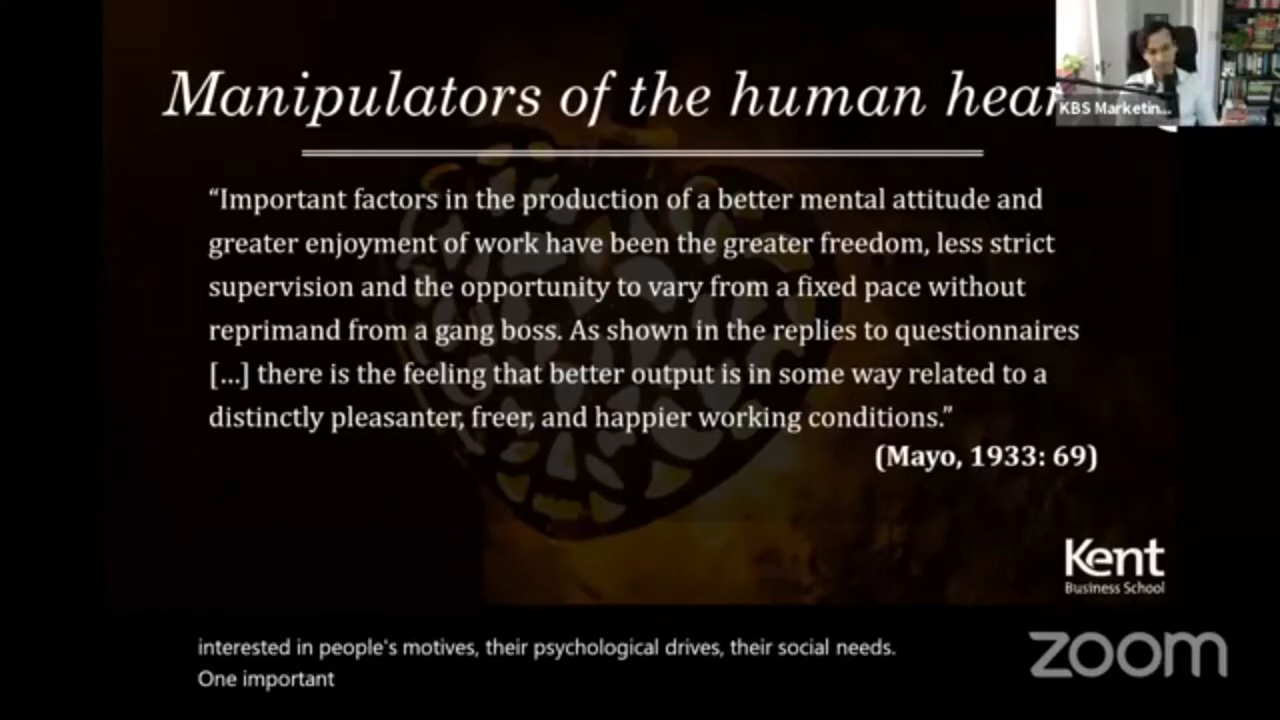 Manipulators of the human hear
KBS Marketin...
“Important factors in the production of a better mental attitude and
greater enjoyment of work have been the greater freedom, less strict
supervision and the opportunity to vary from a fixed pace without
reprimand from a gang boss. As shown in the replies to questionnaires
[…] there is the feeling that better output is in some way related to a
distinctly pleasanter, freer, and happier working conditions.”
(Mayo, 1933: 69)
Kent
Business School
interested in people's motives, their psychological drives, their social needs.
One important
zoom